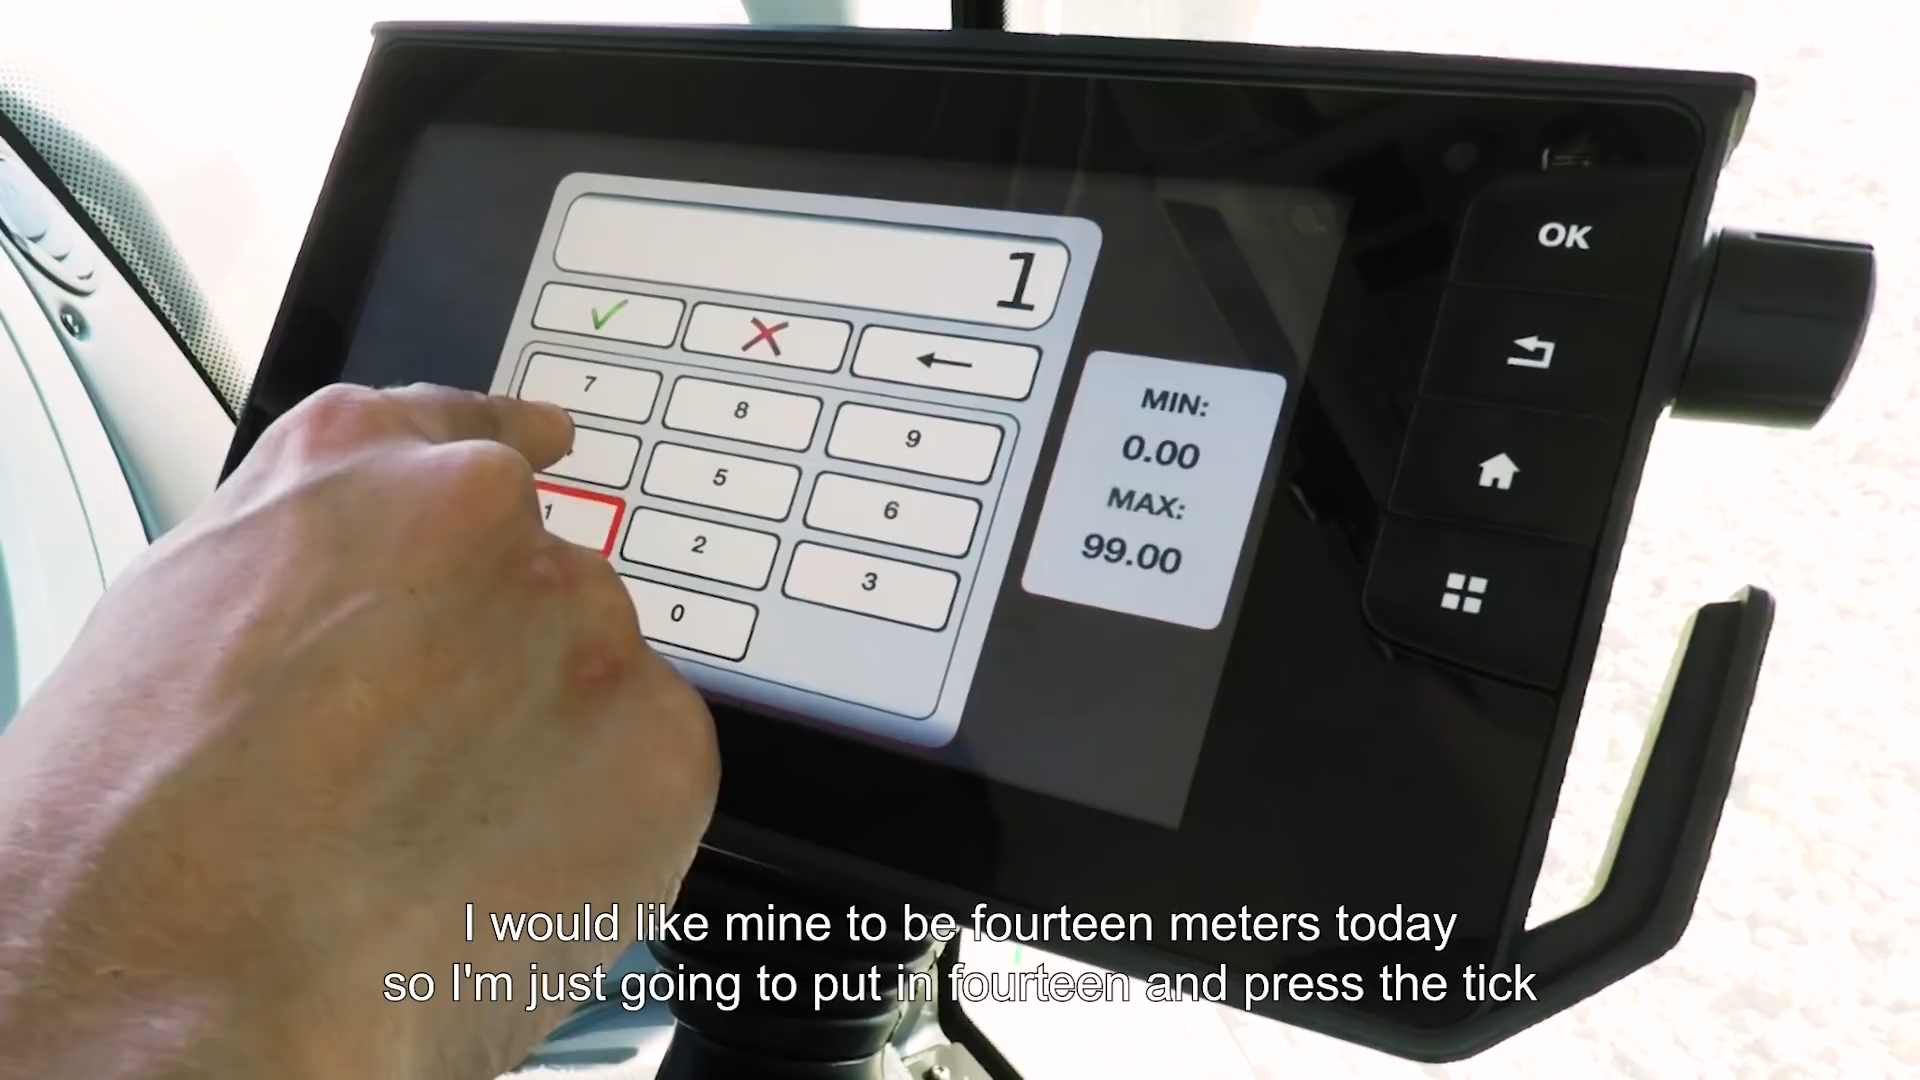 1
7
8
9
5
6
1
2
3
0
MIN:
0.00
MAX:
99.00
OK
I would like mine to be fourteen meters today
so I'm just going to put in fourteen and press the tick